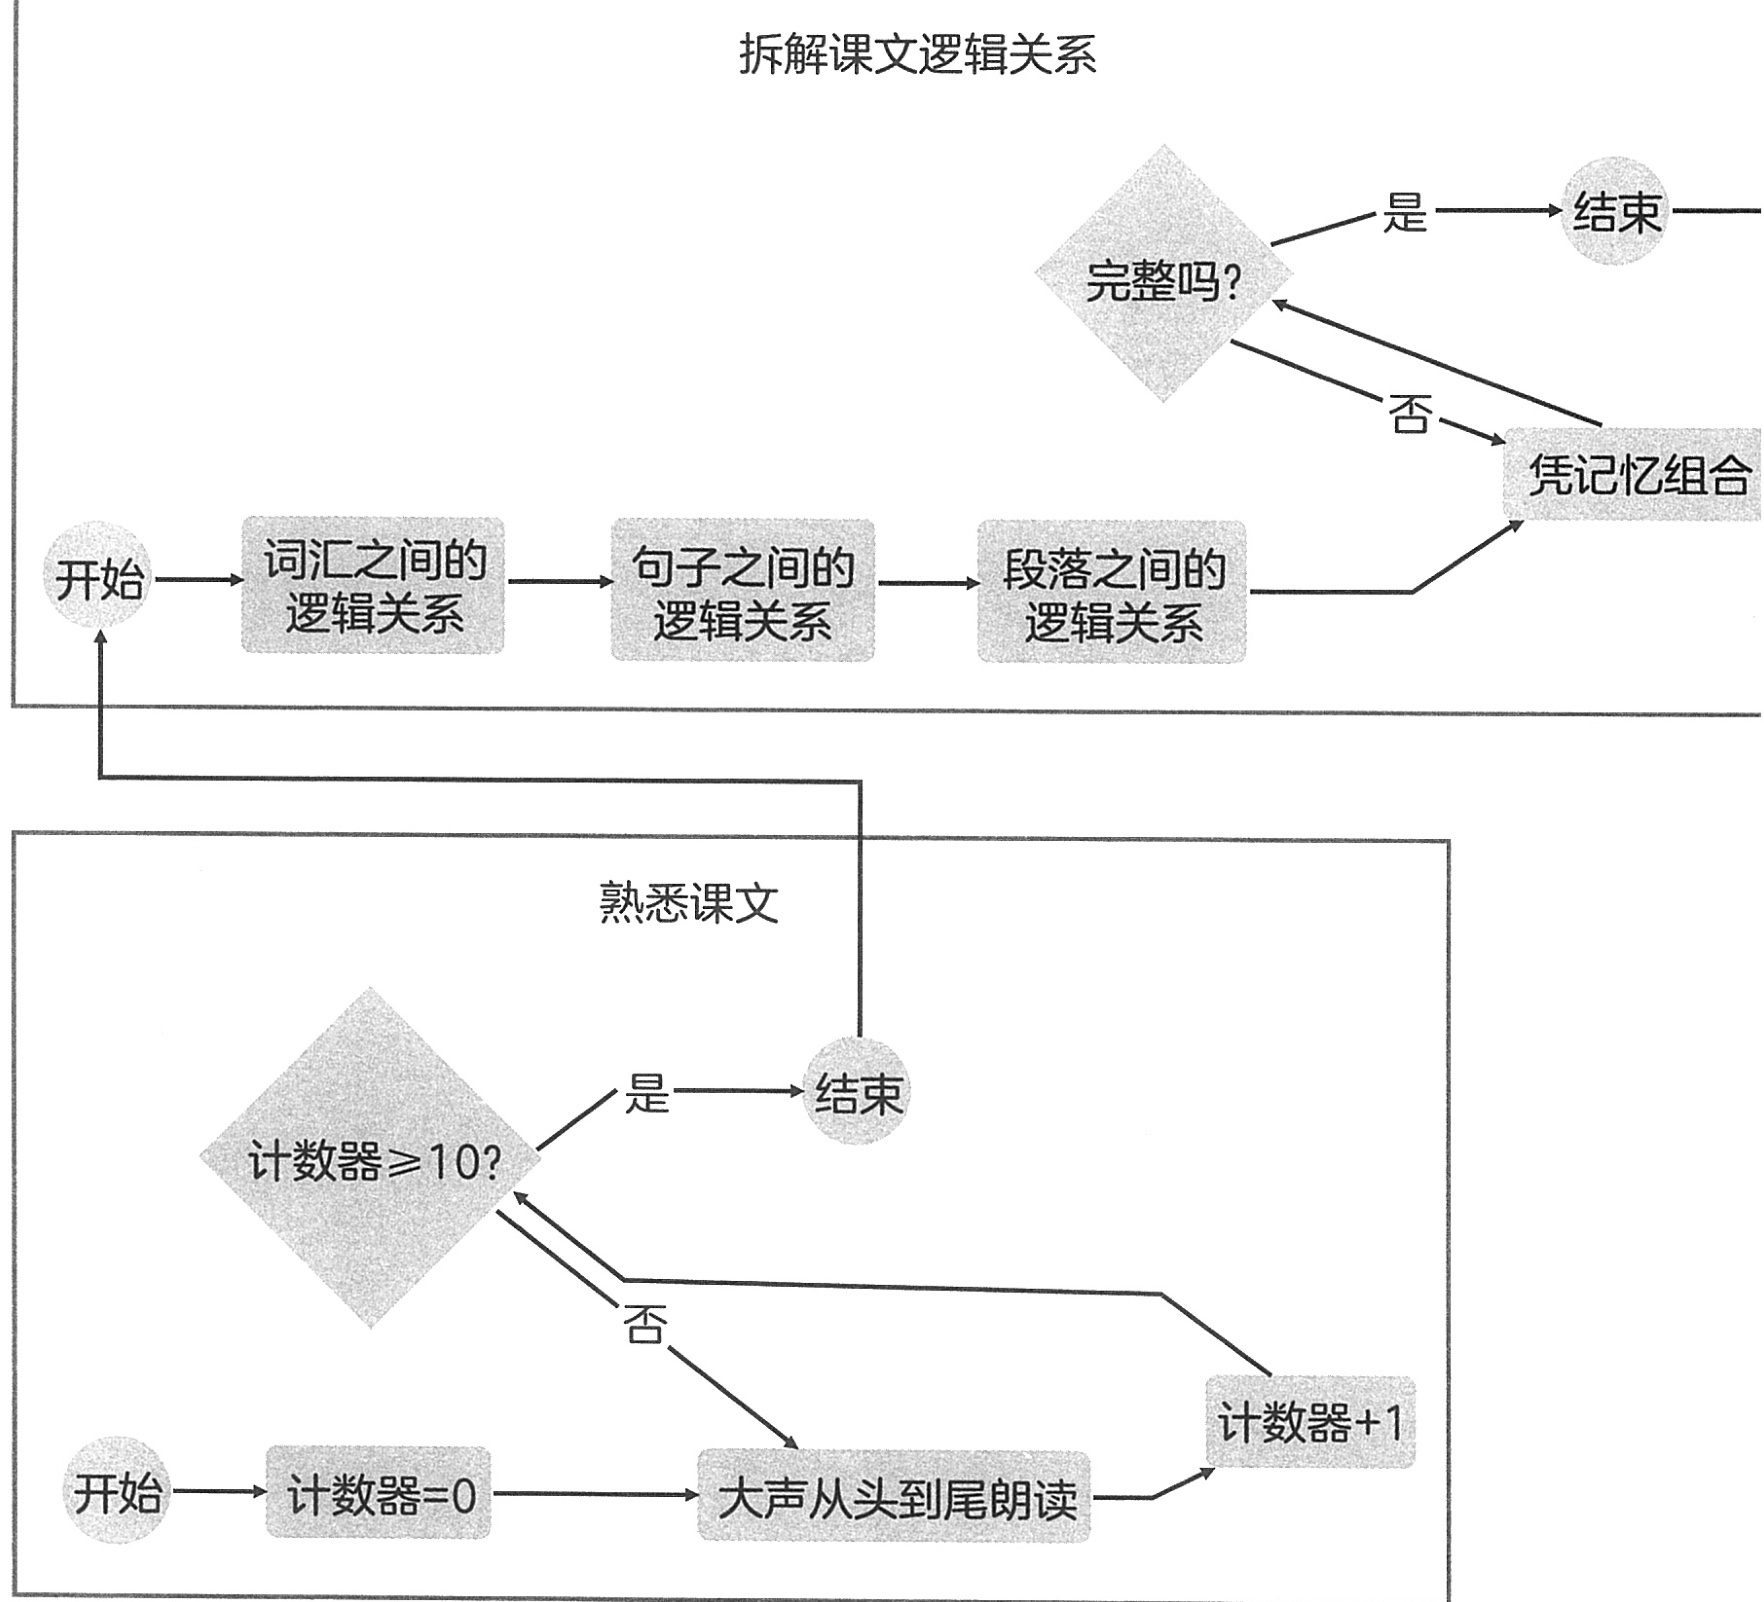 拆解课文逻辑关系
完整吗?
是
结束
否
凭记忆组合
开始
词汇之间的
逻辑关系
句子之间的
逻辑关系
段落之间的
逻辑关系
熟悉课文
计数器≥10?
是
结束
否
计数器+1
开始
计数器=0
大声从头到尾朗读